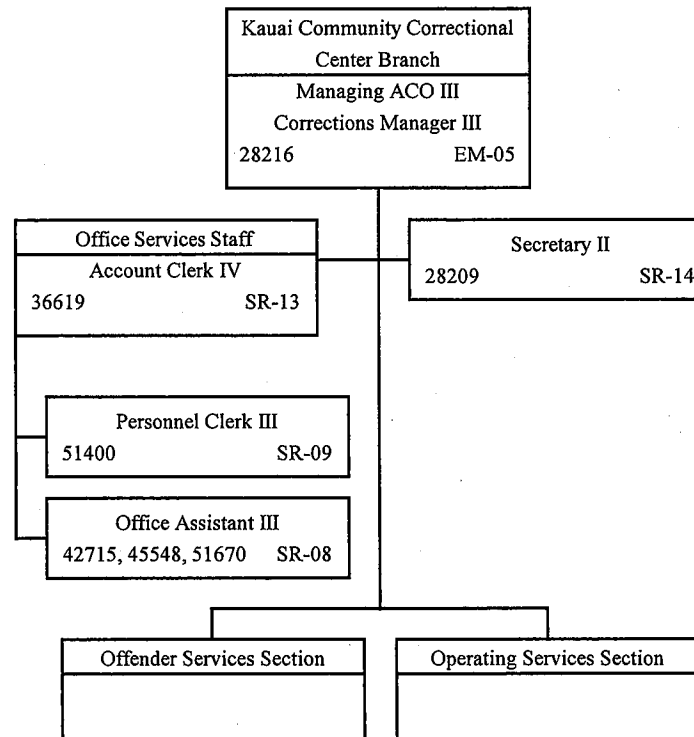 Kauai Community Correctional
Center Branch
Managing ACO III
Corrections Manager III
28216 EM-05
Office Services Staff
Account Clerk IV
36619 SR-13
Secretary II
28209 SR-14
Personnel Clerk III
51400 SR-09
Office Assistant III
42715, 45548, 51670 SR-08
Offender Services Section
Operating Services Section